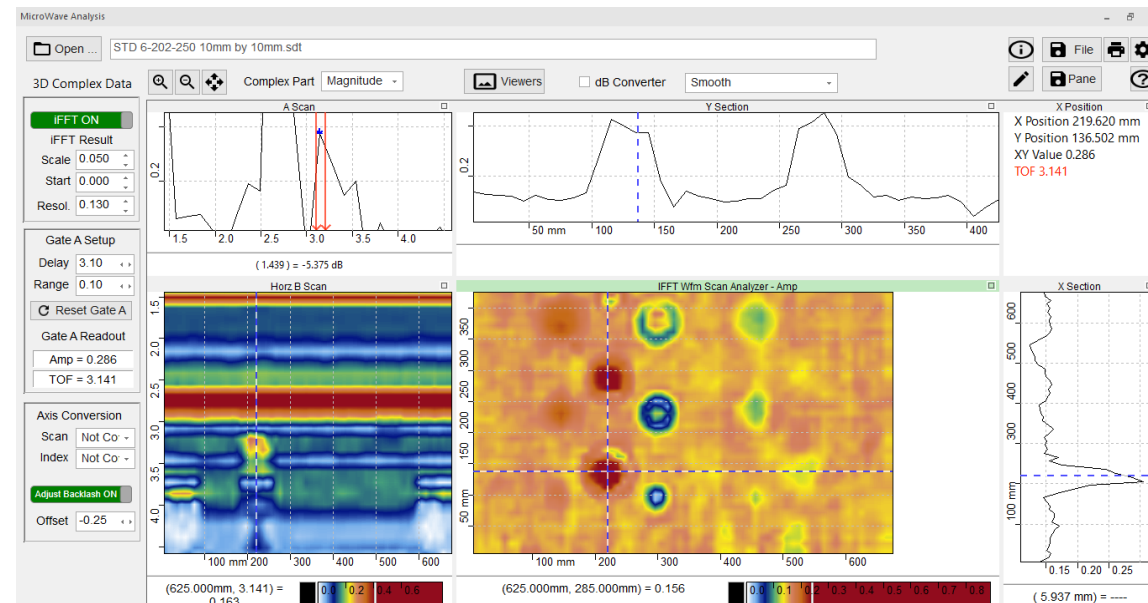 MicroWave Analysis
Open ...
STD 6-202-250 10mm by 10mm.sdt
File
Pane
3D Complex Data
Complex Part
Magnitude
Viewers
dB Converter
Smooth
iFFT ON
iFFT Result
Scale 0.050
Start 0.000
Resol. 0.130
Gate A Setup
Delay 3.10
Range 0.10
Reset Gate A
Gate A Readout
Amp = 0.286
TOF = 3.141
Axis Conversion
Scan Not Co
Index Not Co
Adjust Backlash ON
Offset -0.25
A Scan
0.2
1.5 2.0 2.5 3.0 3.5 4.0
( 1.439 ) = -5.375 dB
Y Section
0.2
50 mm 100 150 200 250 300 350 400
X Position
X Position 219.620 mm
Y Position 136.502 mm
XY Value 0.286
TOF 3.141
Horz B Scan
1.5
2.0
2.5
3.0
3.5
4.0
100 mm 200 300 400 500 600
(625.000mm, 3.141) =
0.163
0.0 0.2 0.4 0.6
IFFT Wfm Scan Analyzer - Amp
350
300
250
200
150
50 mm
100 mm 200 300 400 500 600
(625.000mm, 285.000mm) = 0.156
0.0 0.1 0.2 0.3 0.4 0.5 0.6 0.7 0.8
X Section
600
500
400
300
100 mm
0.15 0.20 0.25
( 5.937 mm) = ----